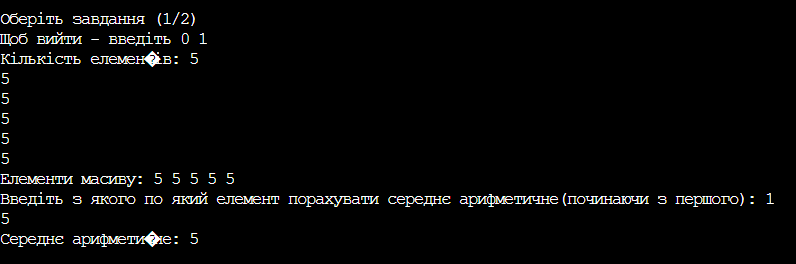 Оберіть завдання (1/2)
Щоб вийти - введіть 0 1
Кількість елемен�ів: 5
5
5
5
5
5
Елементи масиву: 5 5 5 5 5
Введіть з якого по який елемент порахувати середнє арифметичне(починаючи з першого): 1
5
Середнє арифмети�не: 5